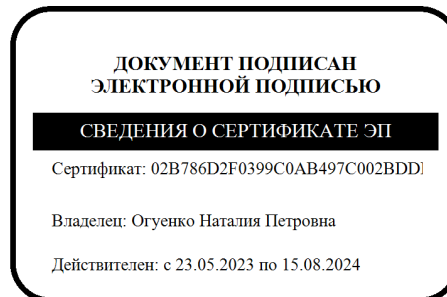 ДОКУМЕНТ ПОДПИСАН
ЭЛЕКТРОННОЙ ПОДПИСЬЮ
СВЕДЕНИЯ О СЕРТИФИКАТЕ ЭП
Сертификат: 02B786D2F0399C0AB497C002BDD
Владелец: Огуенко Наталия Петровна
Действителен: с 23.05.2023 по 15.08.2024